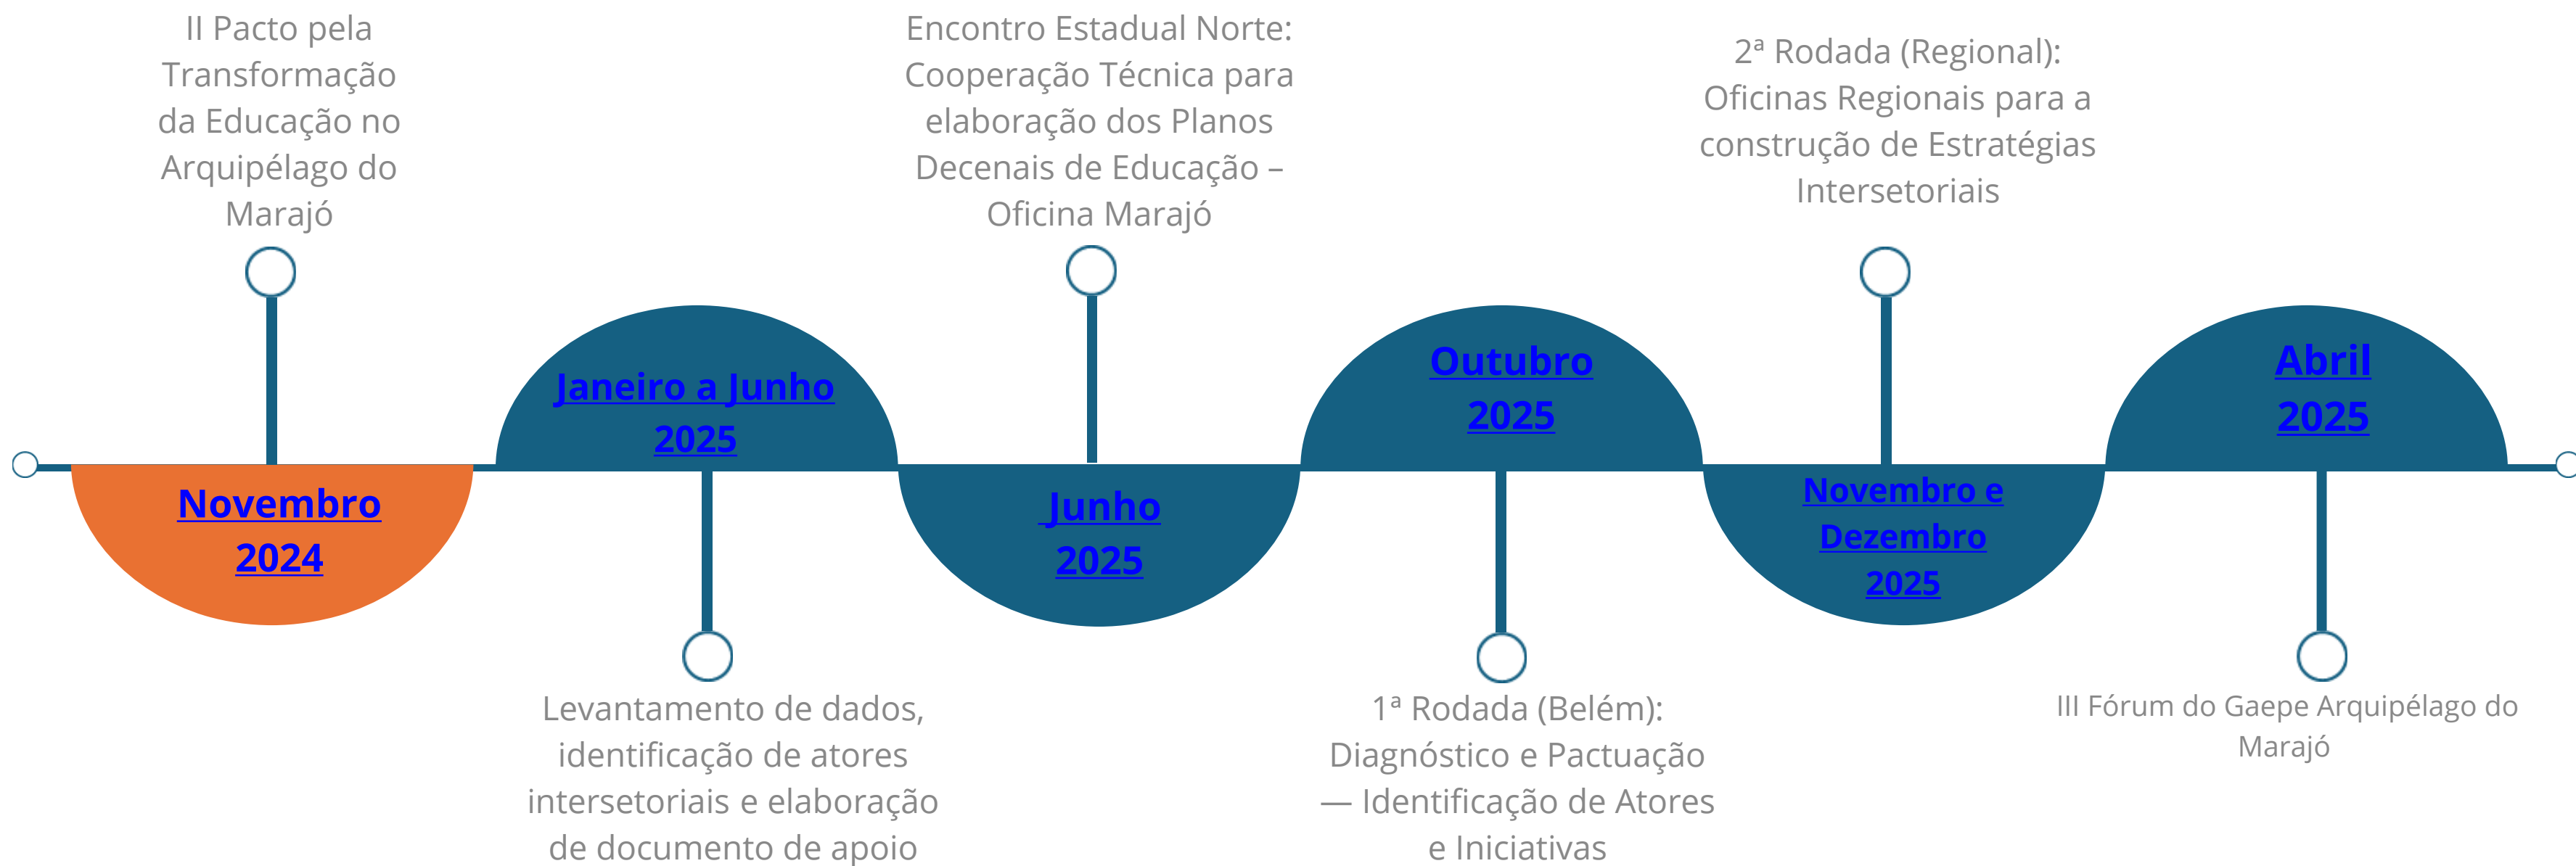 II Pacto pela
Transformação
da Educação no
Arquipélago do
Marajó
Novembro
2024
Janeiro a Junho
2025
Levantamento de dados,
identificação de atores
intersetoriais e elaboração
de documento de apoio
Encontro Estadual Norte:
Cooperação Técnica para
elaboração dos Planos
Decenais de Educação –
Oficina Marajó
Junho
2025
Outubro
2025
1ª Rodada (Belém):
Diagnóstico e Pactuação
— Identificação de Atores
e Iniciativas
2ª Rodada (Regional):
Oficinas Regionais para a
construção de Estratégias
Intersetoriais
Novembro e
Dezembro
2025
Abril
2025
III Fórum do Gaepe Arquipélago do
Marajó